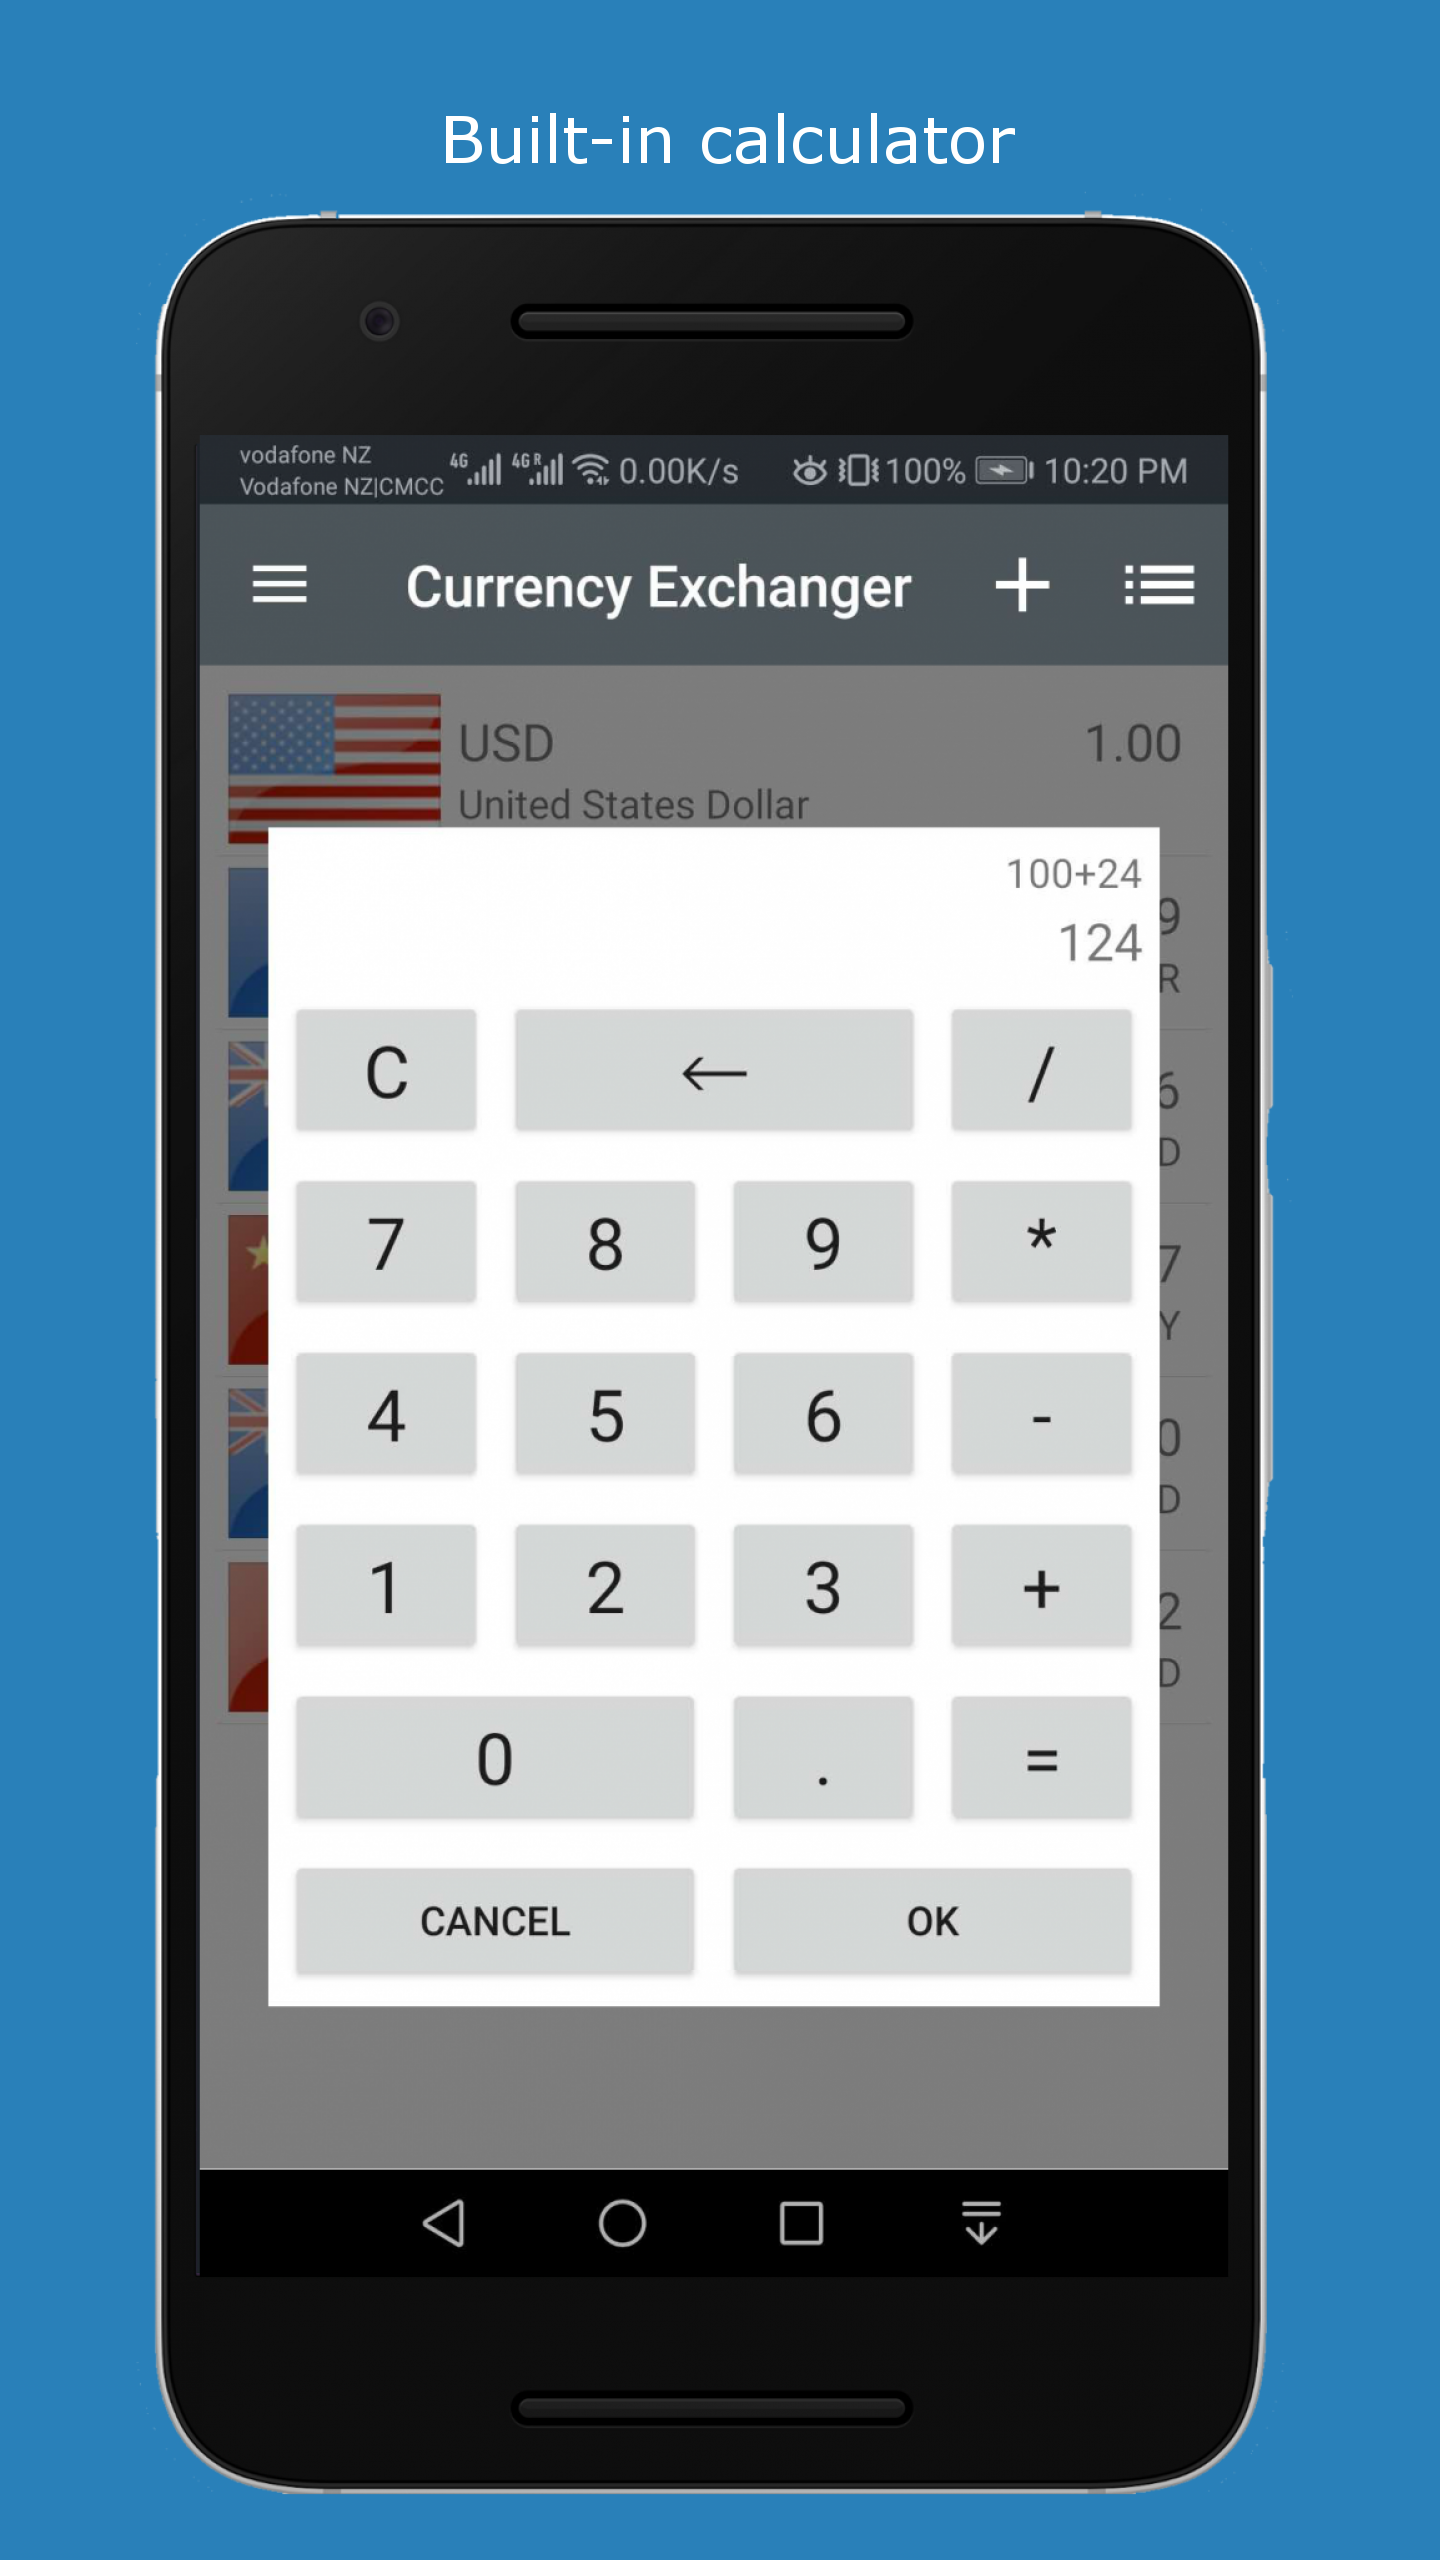 Built-in calculator
vodafone NZ
Vodafone NZ|CMCC
4G 4G R 0.00K/s 100% 10:20 PM
Currency Exchanger
USD 1.00
United States Dollar
100+24
124
9
R
C ← /
6
D
7 8 9 *
7
Y
4 5 6 -
0
D
1 2 3 +
2
D
0 . =
CANCEL OK